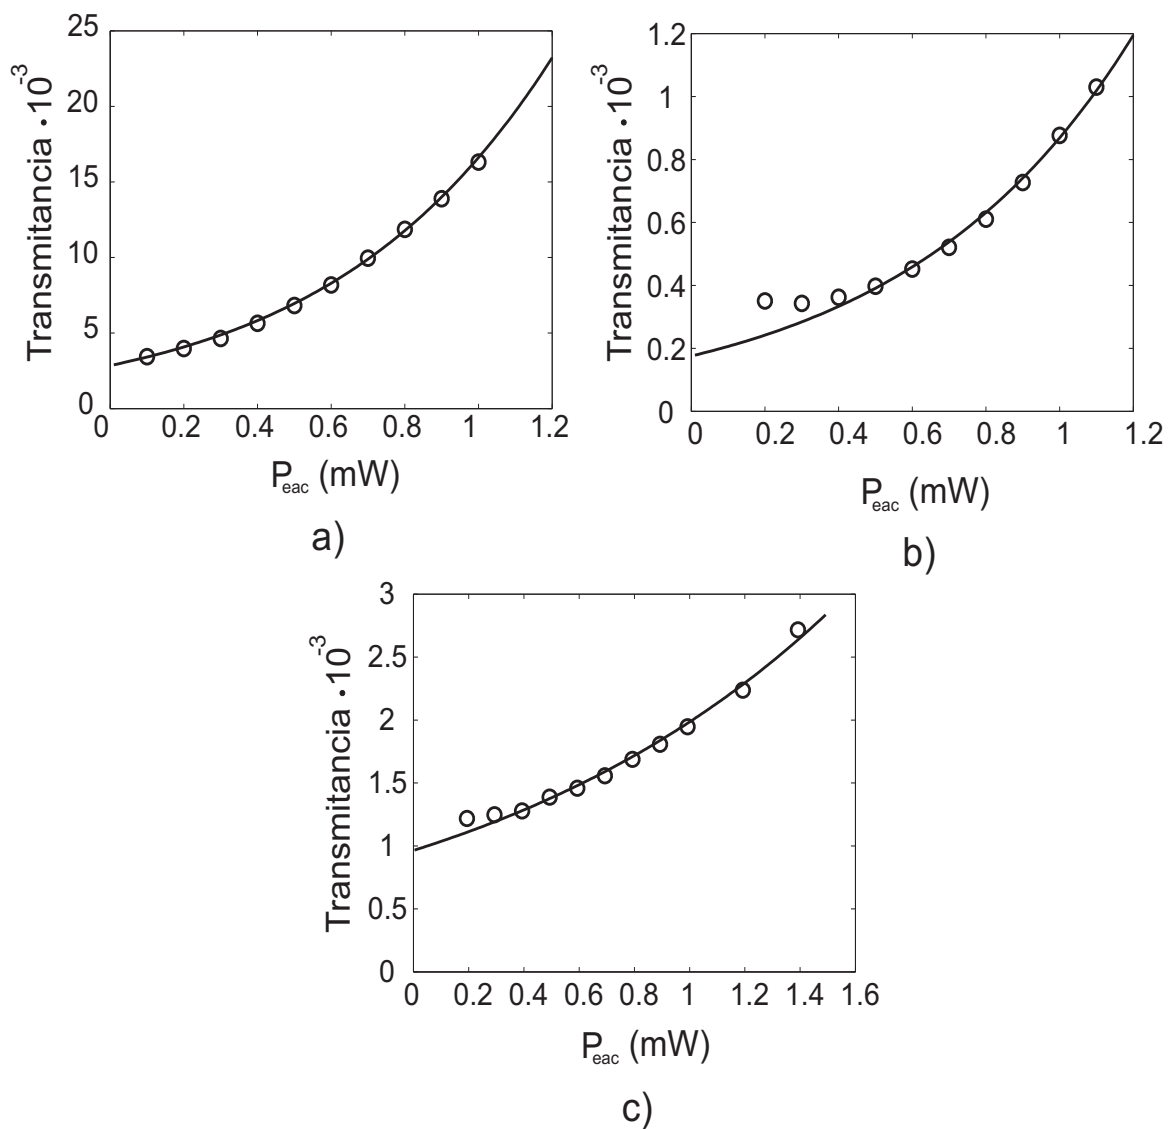 Transmitancia • 10⁻³
25
20
15
10
5
0
0 0.2 0.4 0.6 0.8 1 1.2
Peac (mW)
a)
Transmitancia • 10⁻³
1.2
1
0.8
0.6
0.4
0.2
0
0 0.2 0.4 0.6 0.8 1 1.2
Peac (mW)
b)
Transmitancia • 10⁻³
3
2.5
2
1.5
1
0.5
0
0 0.2 0.4 0.6 0.8 1 1.2 1.4 1.6
Peac (mW)
c)